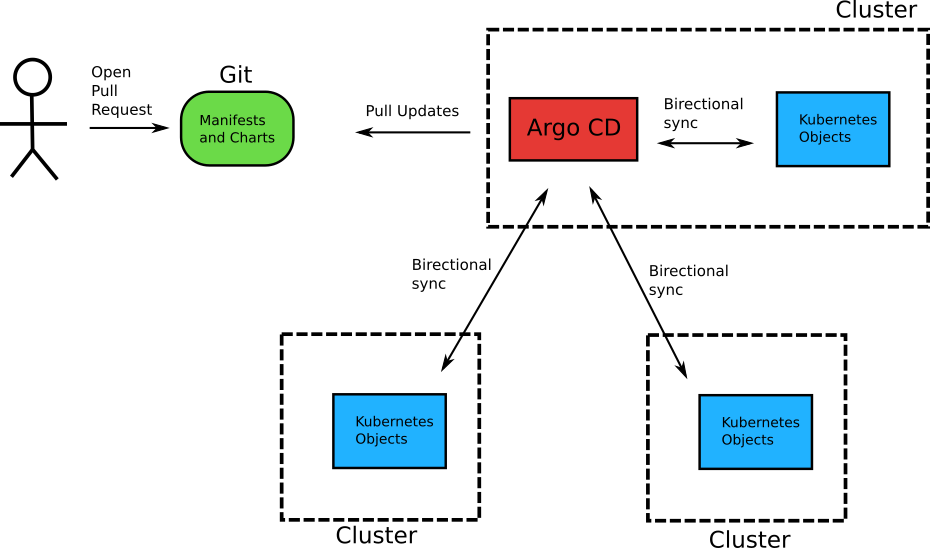 Cluster
Open
Pull
Request
Git
Manifests
and Charts
Pull Updates
Argo CD
Birectional
sync
Kubernetes
Objects
Birectional
sync
Birectional
sync
Kubernetes
Objects
Cluster
Kubernetes
Objects
Cluster